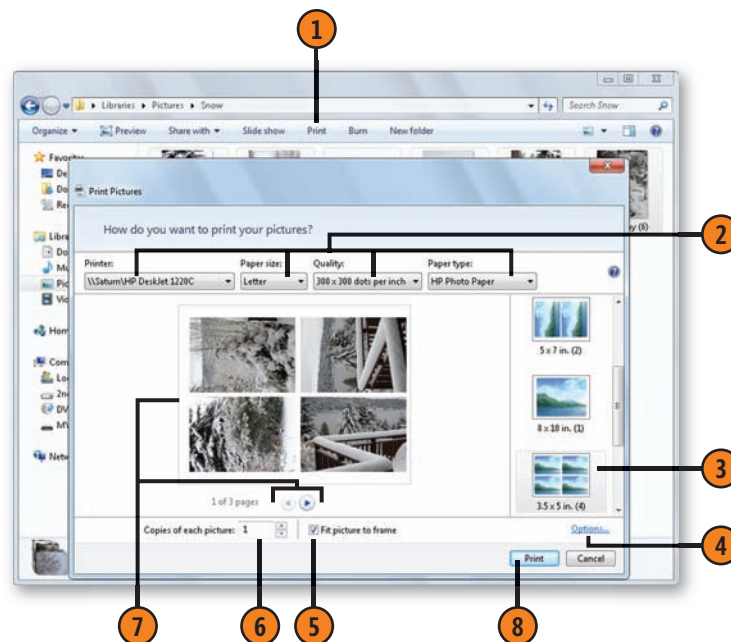 1
Libraries ▸ Pictures ▸ Snow
Search Snow
Organize Preview Share with Slide show Print Burn New folder
Print Pictures
How do you want to print your pictures?
2
Printer: Paper size: Quality: Paper type:
\\Saturn\HP DeskJet 1220C Letter 300 x 300 dots per inch HP Photo Paper
5 x 7 in. (2)
8 x 10 in. (1)
3
3.5 x 5 in. (4)
1 of 3 pages
Copies of each picture: 1 Fit picture to frame Options...
4
Print Cancel
7 6 5 8